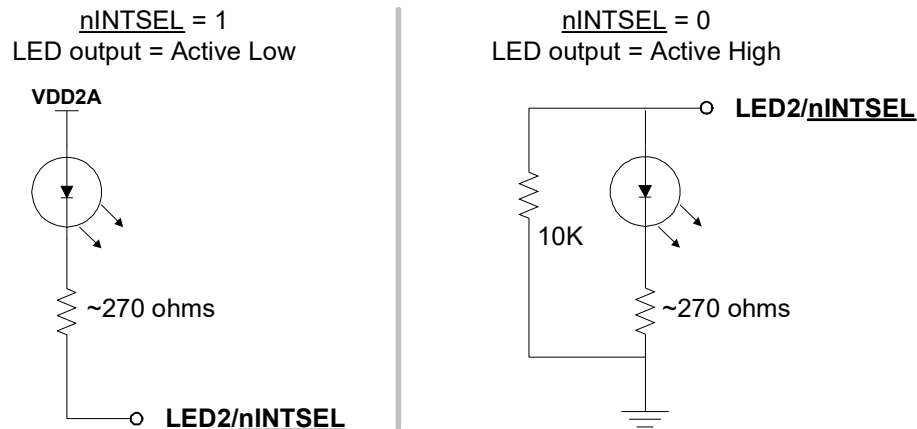 nINTSEL = 1
LED output = Active Low
VDD2A
~270 ohms
LED2/nINTSEL
nINTSEL = 0
LED output = Active High
LED2/nINTSEL
10K
~270 ohms